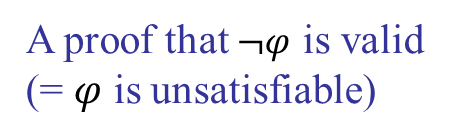 A proof that ¬φ is valid
(= φ is unsatisfiable)